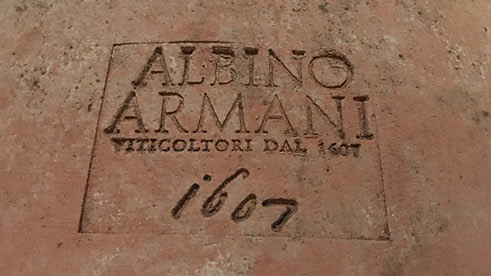 ALBINO
ARMANI
VITICOLTORI DAL 1607
1607